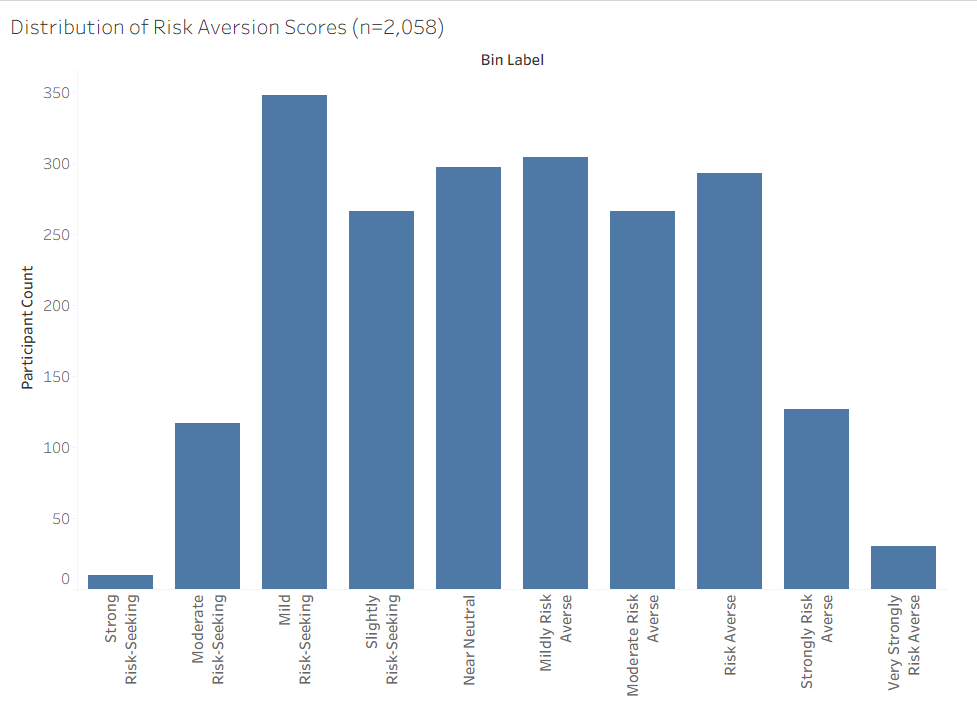 Distribution of Risk Aversion Scores (n=2,058)
Bin Label
Participant Count
350
300
250
200
150
100
50
0
Strong
Risk-Seeking
Moderate
Risk-Seeking
Mild
Risk-Seeking
Slightly
Risk-Seeking
Near Neutral
Mildly Risk
Averse
Moderate Risk
Averse
Risk Averse
Strongly Risk
Averse
Very Strongly
Risk Averse